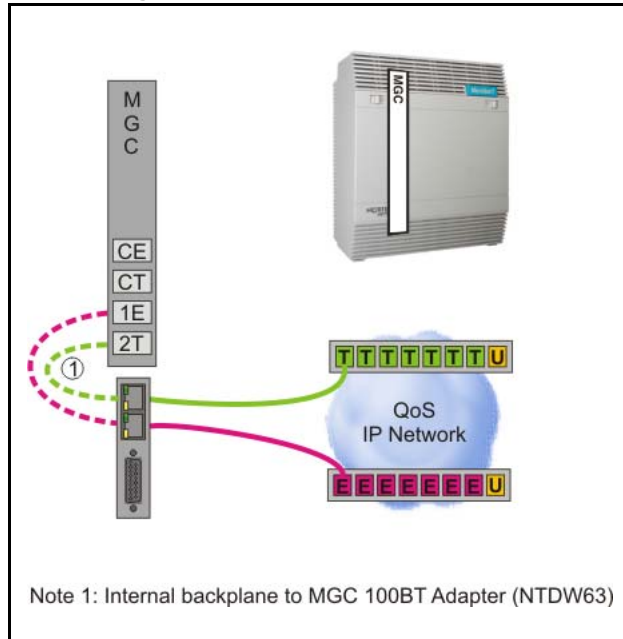 M
G
C
CE
CT
1E
2T
1
MGC
T T T T T T T U
QoS
IP Network
E E E E E E E U
Note 1: Internal backplane to MGC 100BT Adapter (NTDW63)